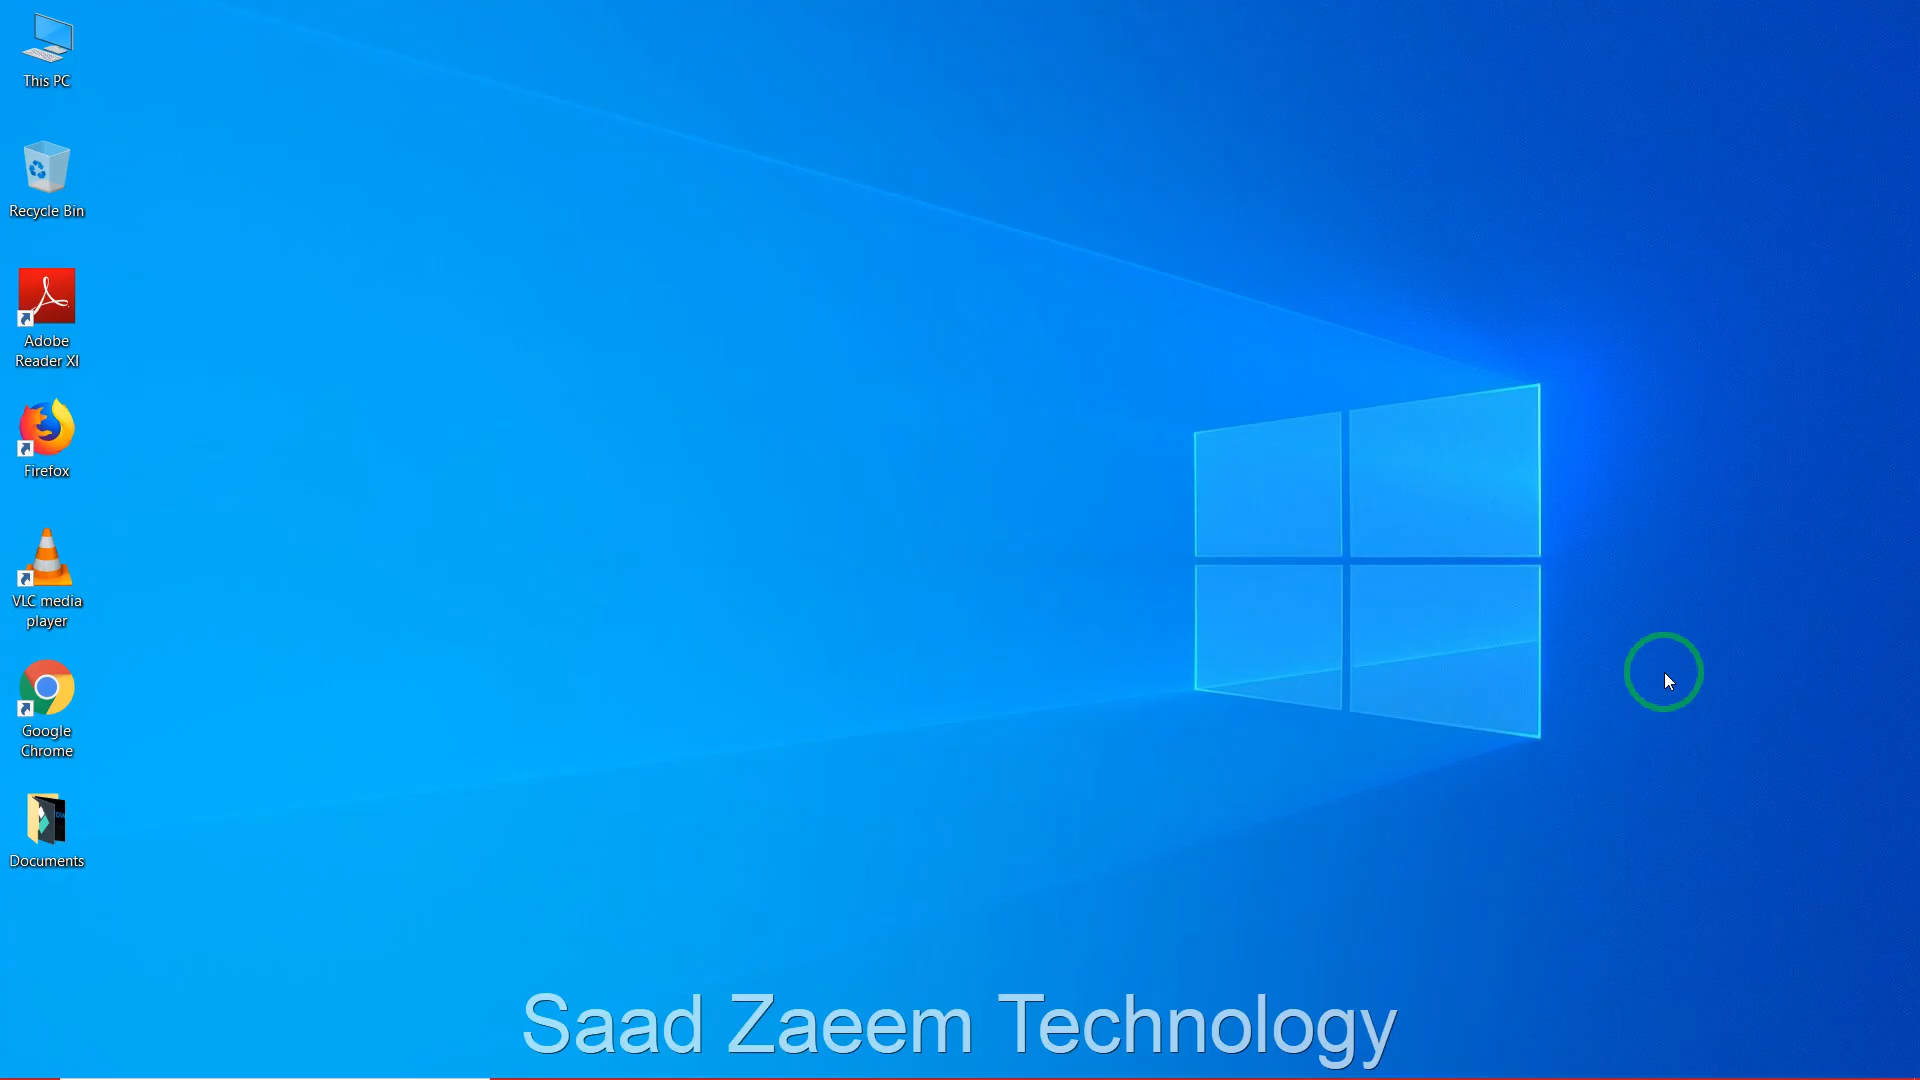 This PC
Recycle Bin
Adobe
Reader XI
Firefox
VLC media
player
Google
Chrome
Documents
Saad Zaeem Technology